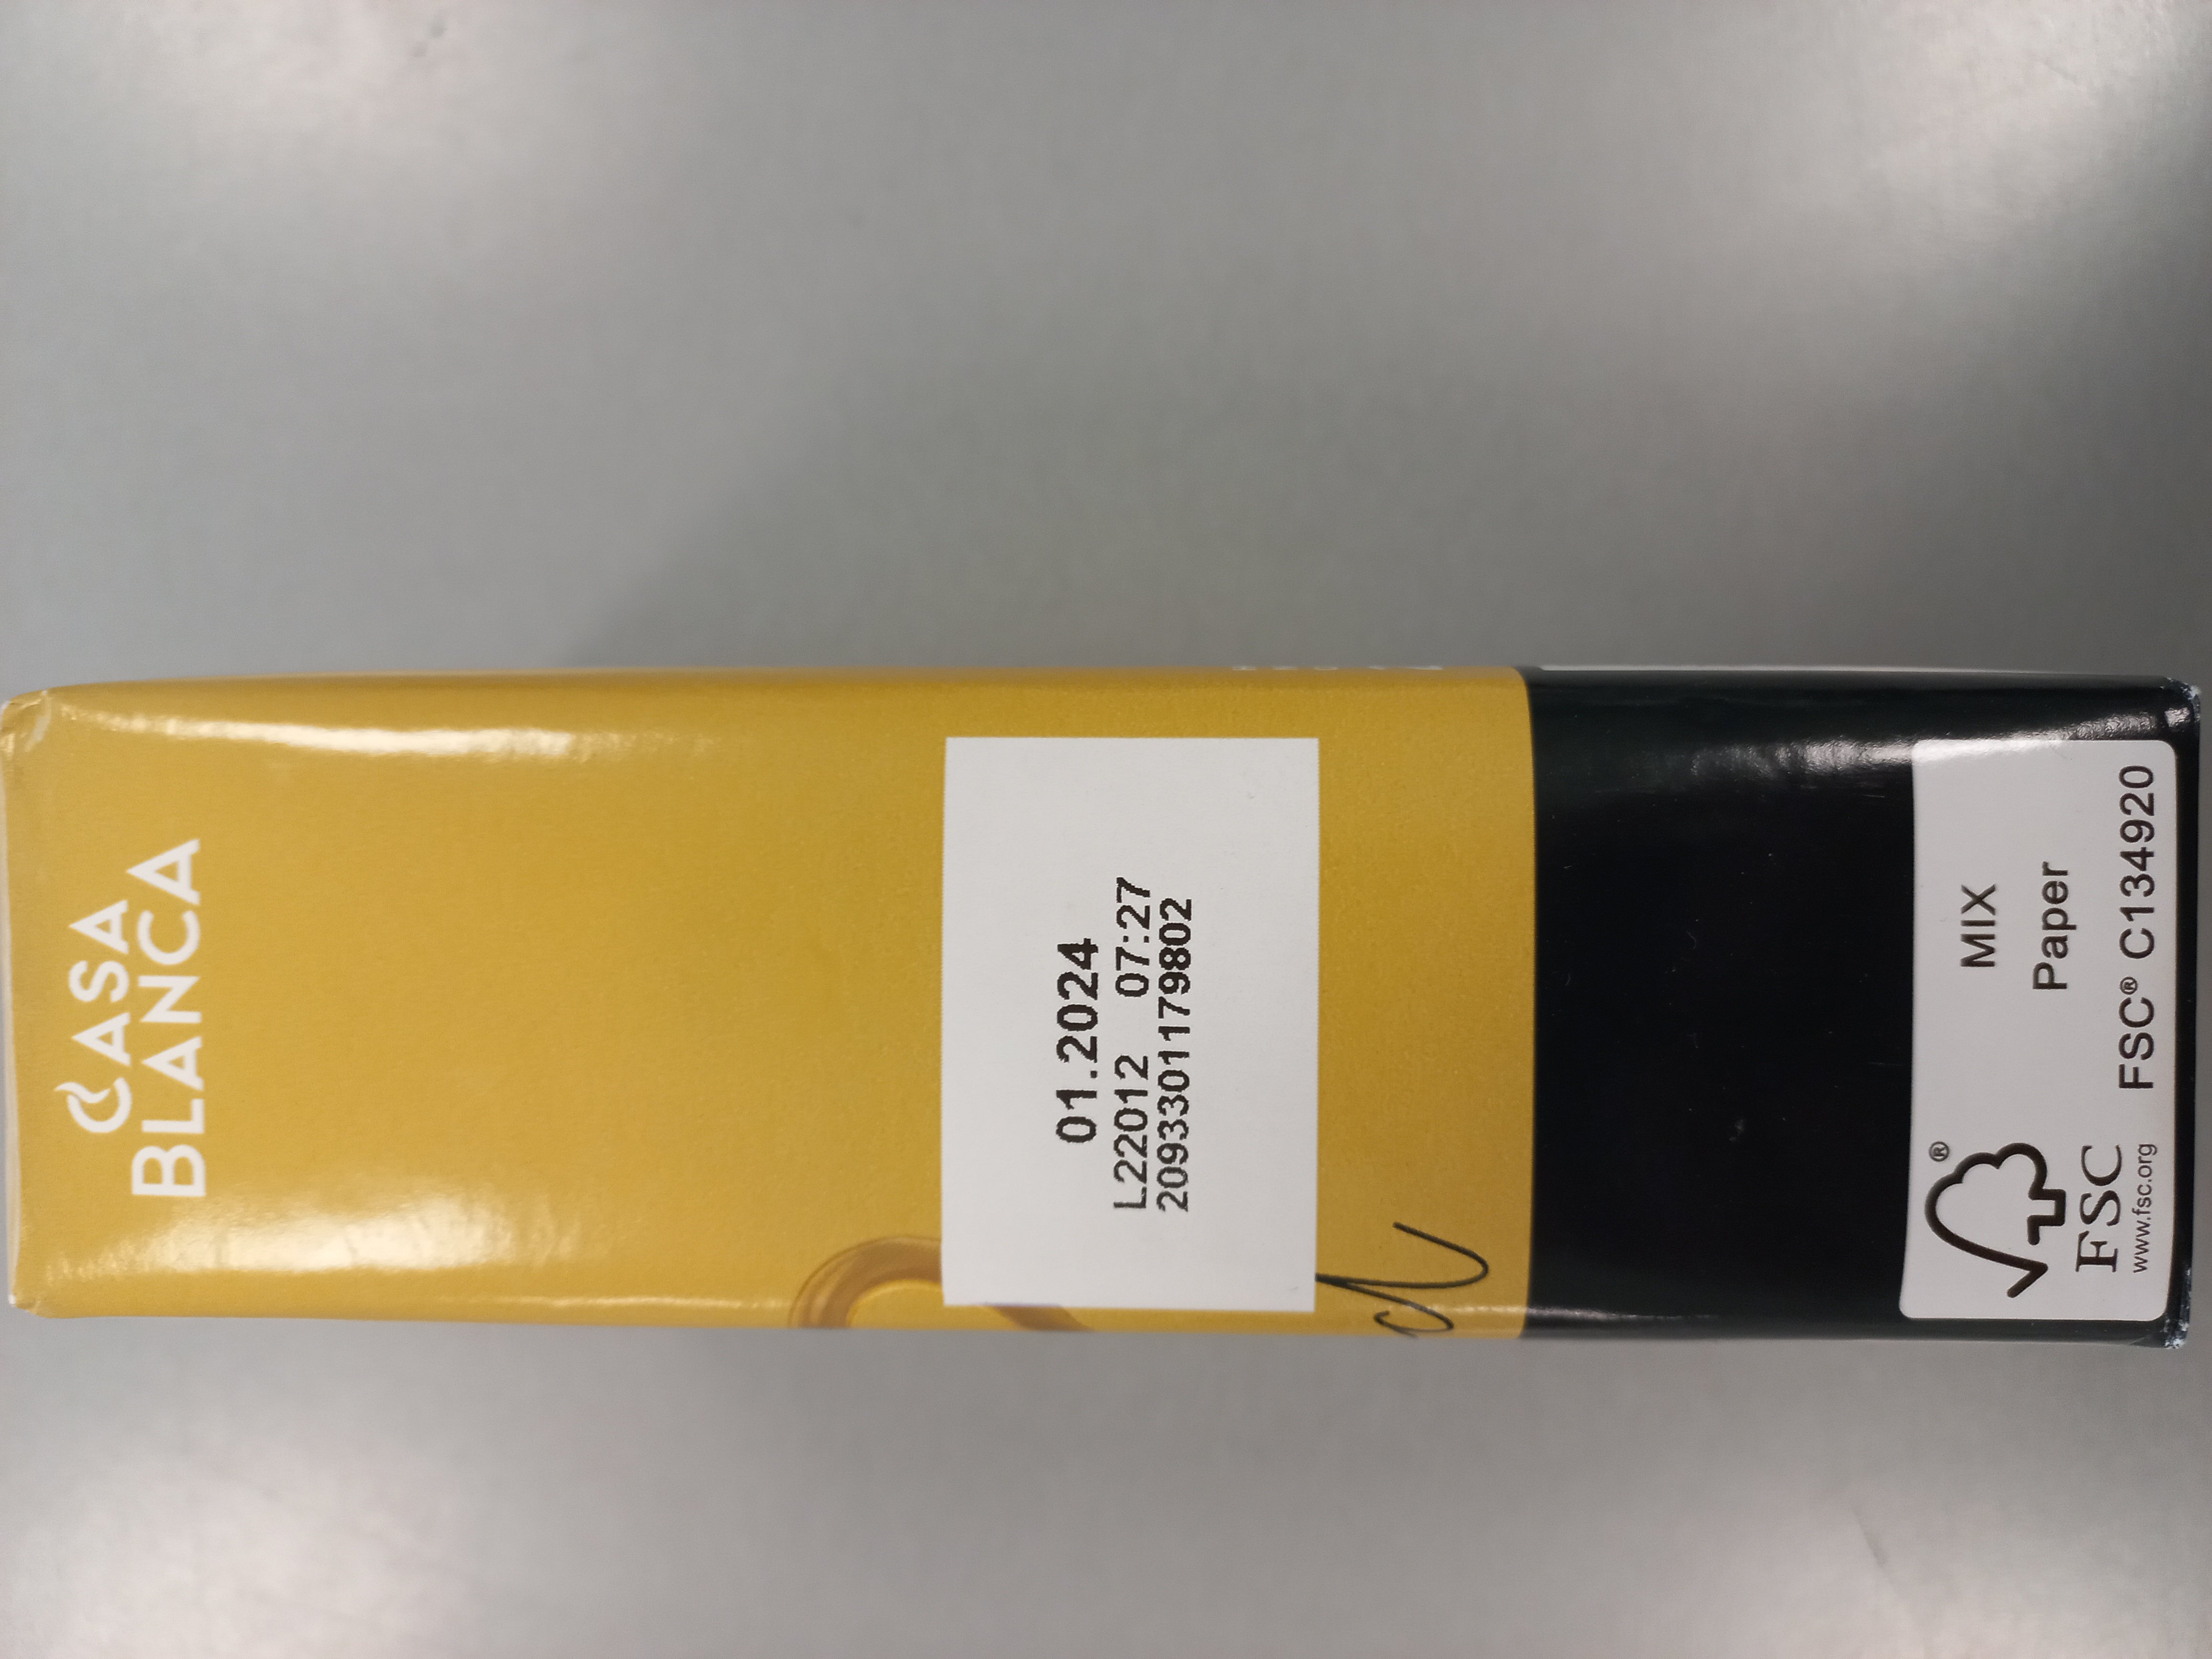 CASA
BLANCA
01.2024
L22012 07:27
2093301179802
MIX
Paper
FSC® C134920
®
FSC
www.fsc.org